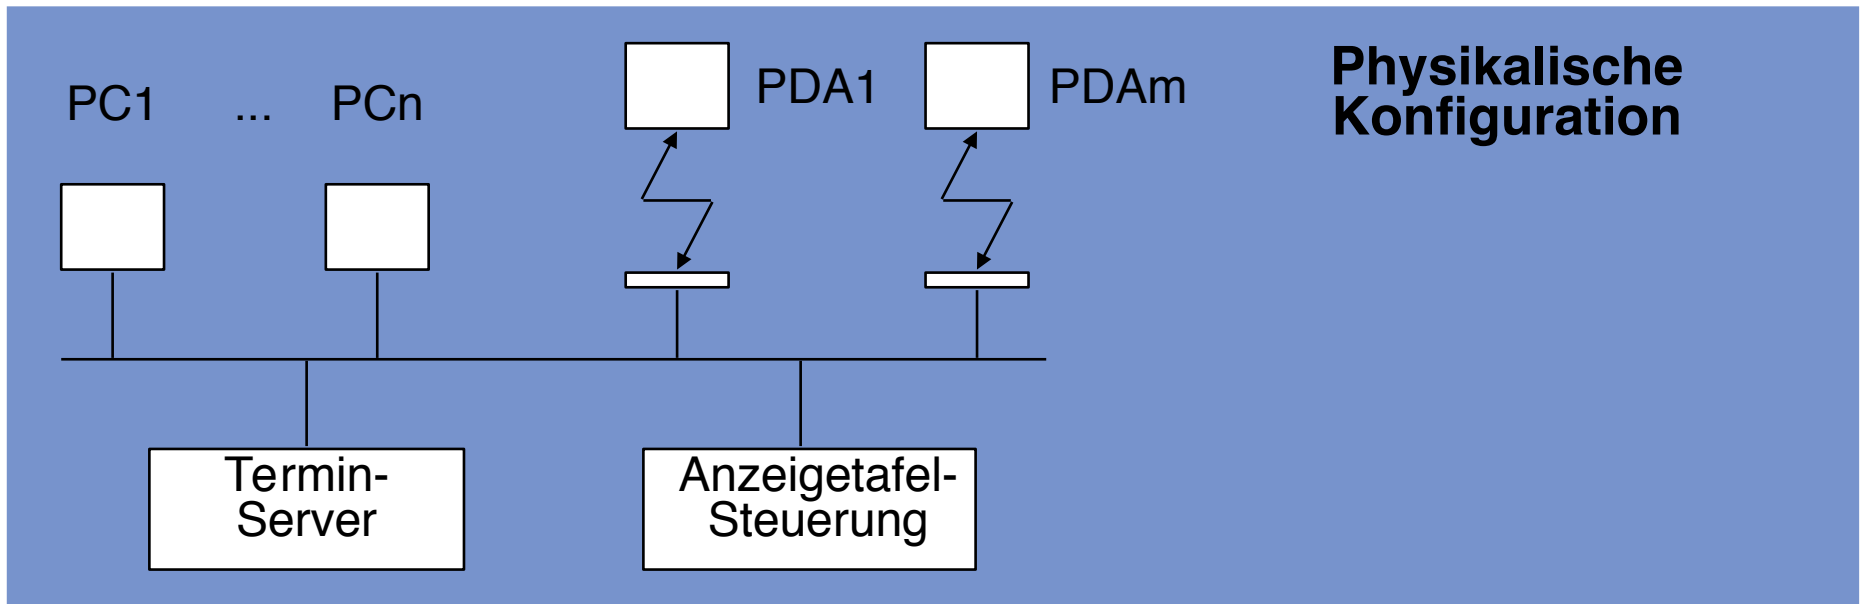 PC1 ... PCn
PDA1
PDAm
Physikalische
Konfiguration
Termin-
Server
Anzeigetafel-
Steuerung